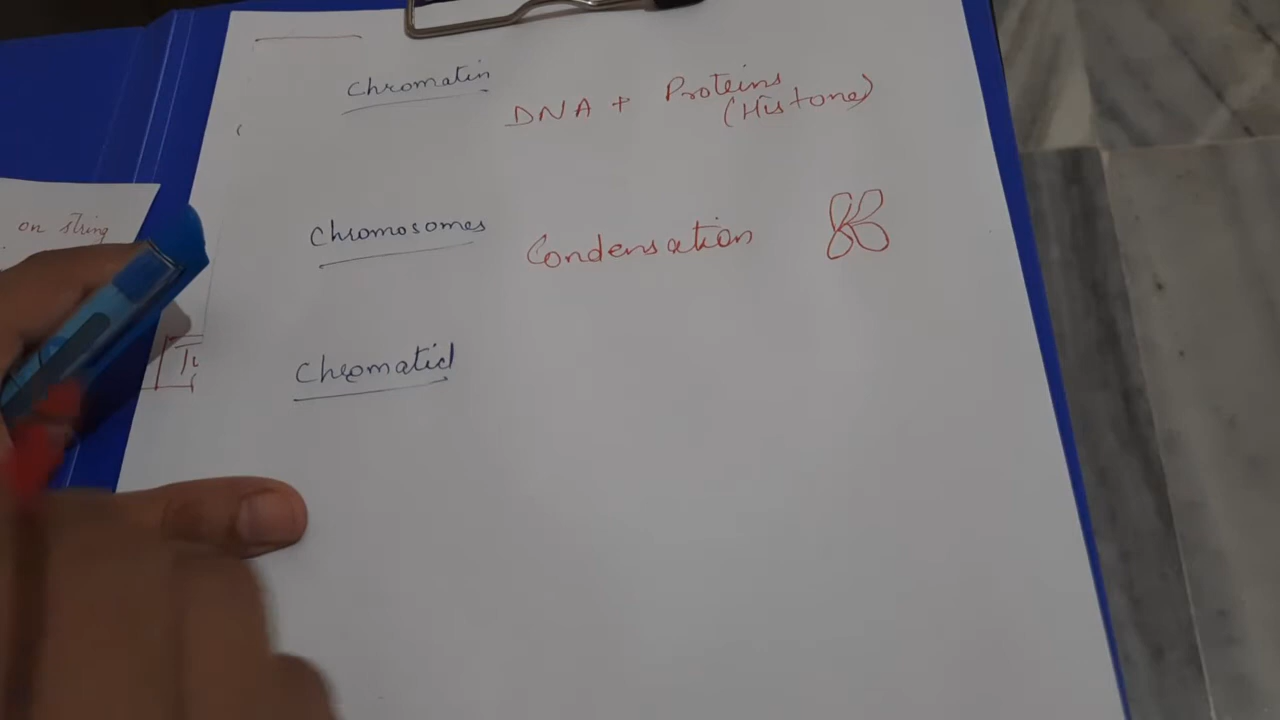 Chromatin
DNA + Proteins
(Histone)
on string
Chromosomes
Condensation
Chromatid